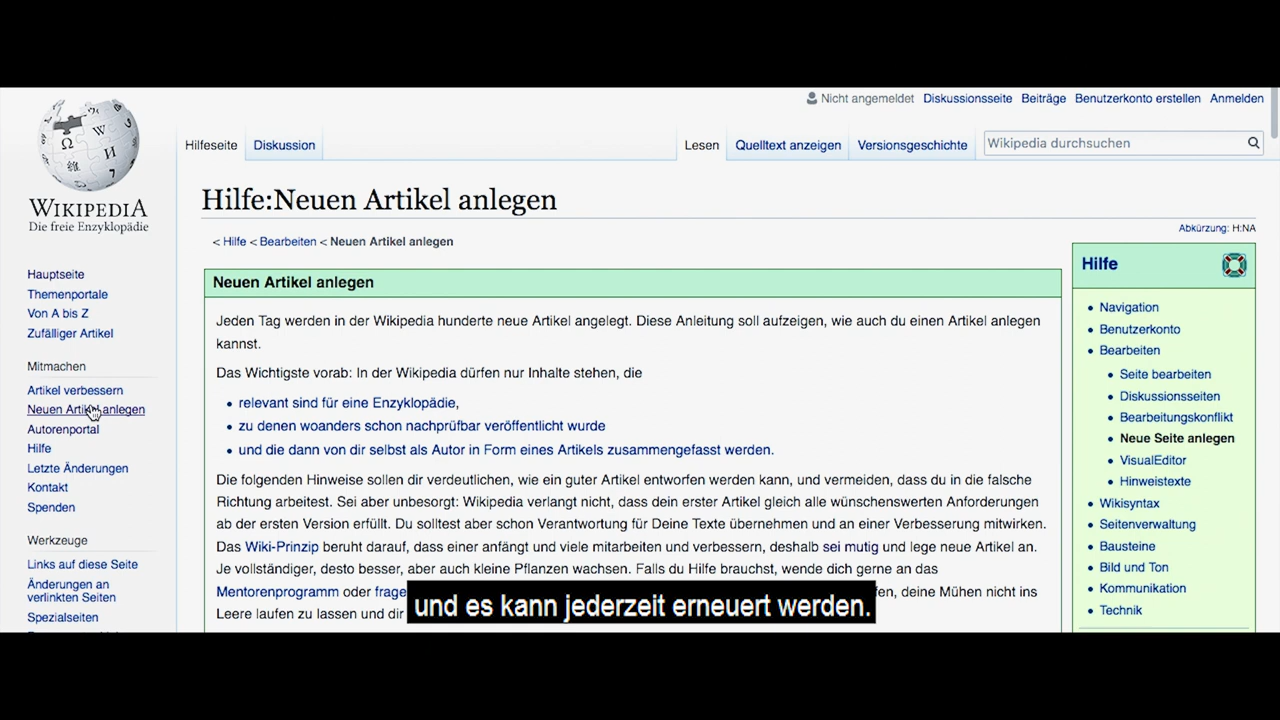 Nicht angemeldet Diskussionsseite Beiträge Benutzerkonto erstellen Anmelden
Hilfeseite Diskussion Lesen Quelltext anzeigen Versionsgeschichte Wikipedia durchsuchen
WIKIPEDIA
Die freie Enzyklopädie
Hauptseite
Themenportale
Von A bis Z
Zufälliger Artikel
Mitmachen
Artikel verbessern
Neuen Artikel anlegen
Autorenportal
Hilfe
Letzte Änderungen
Kontakt
Spenden
Werkzeuge
Links auf diese Seite
Änderungen an
verlinkten Seiten
Spezialseiten
Hilfe:Neuen Artikel anlegen
Abkürzung: H:NA
< Hilfe < Bearbeiten < Neuen Artikel anlegen
Neuen Artikel anlegen
Jeden Tag werden in der Wikipedia hunderte neue Artikel angelegt. Diese Anleitung soll aufzeigen, wie auch du einen Artikel anlegen
kannst.
Das Wichtigste vorab: In der Wikipedia dürfen nur Inhalte stehen, die
• relevant sind für eine Enzyklopädie,
• zu denen woanders schon nachprüfbar veröffentlicht wurde
• und die dann von dir selbst als Autor in Form eines Artikels zusammengefasst werden.
Die folgenden Hinweise sollen dir verdeutlichen, wie ein guter Artikel entworfen werden kann, und vermeiden, dass du in die falsche
Richtung arbeitest. Sei aber unbesorgt: Wikipedia verlangt nicht, dass dein erster Artikel gleich alle wünschenswerten Anforderungen
ab der ersten Version erfüllt. Du solltest aber schon Verantwortung für Deine Texte übernehmen und an einer Verbesserung mitwirken.
Das Wiki-Prinzip beruht darauf, dass einer anfängt und viele mitarbeiten und verbessern, deshalb sei mutig und lege neue Artikel an.
Je vollständiger, desto besser, aber auch kleine Pflanzen wachsen. Falls du Hilfe brauchst, wende dich gerne an das
Mentorenprogramm oder frage fen, deine Mühen nicht ins
Leere laufen zu lassen und dir
Hilfe
• Navigation
• Benutzerkonto
• Bearbeiten
• Seite bearbeiten
• Diskussionsseiten
• Bearbeitungskonflikt
• Neue Seite anlegen
• VisualEditor
• Hinweistexte
• Wikisyntax
• Seitenverwaltung
• Bausteine
• Bild und Ton
• Kommunikation
• Technik
und es kann jederzeit erneuert werden.